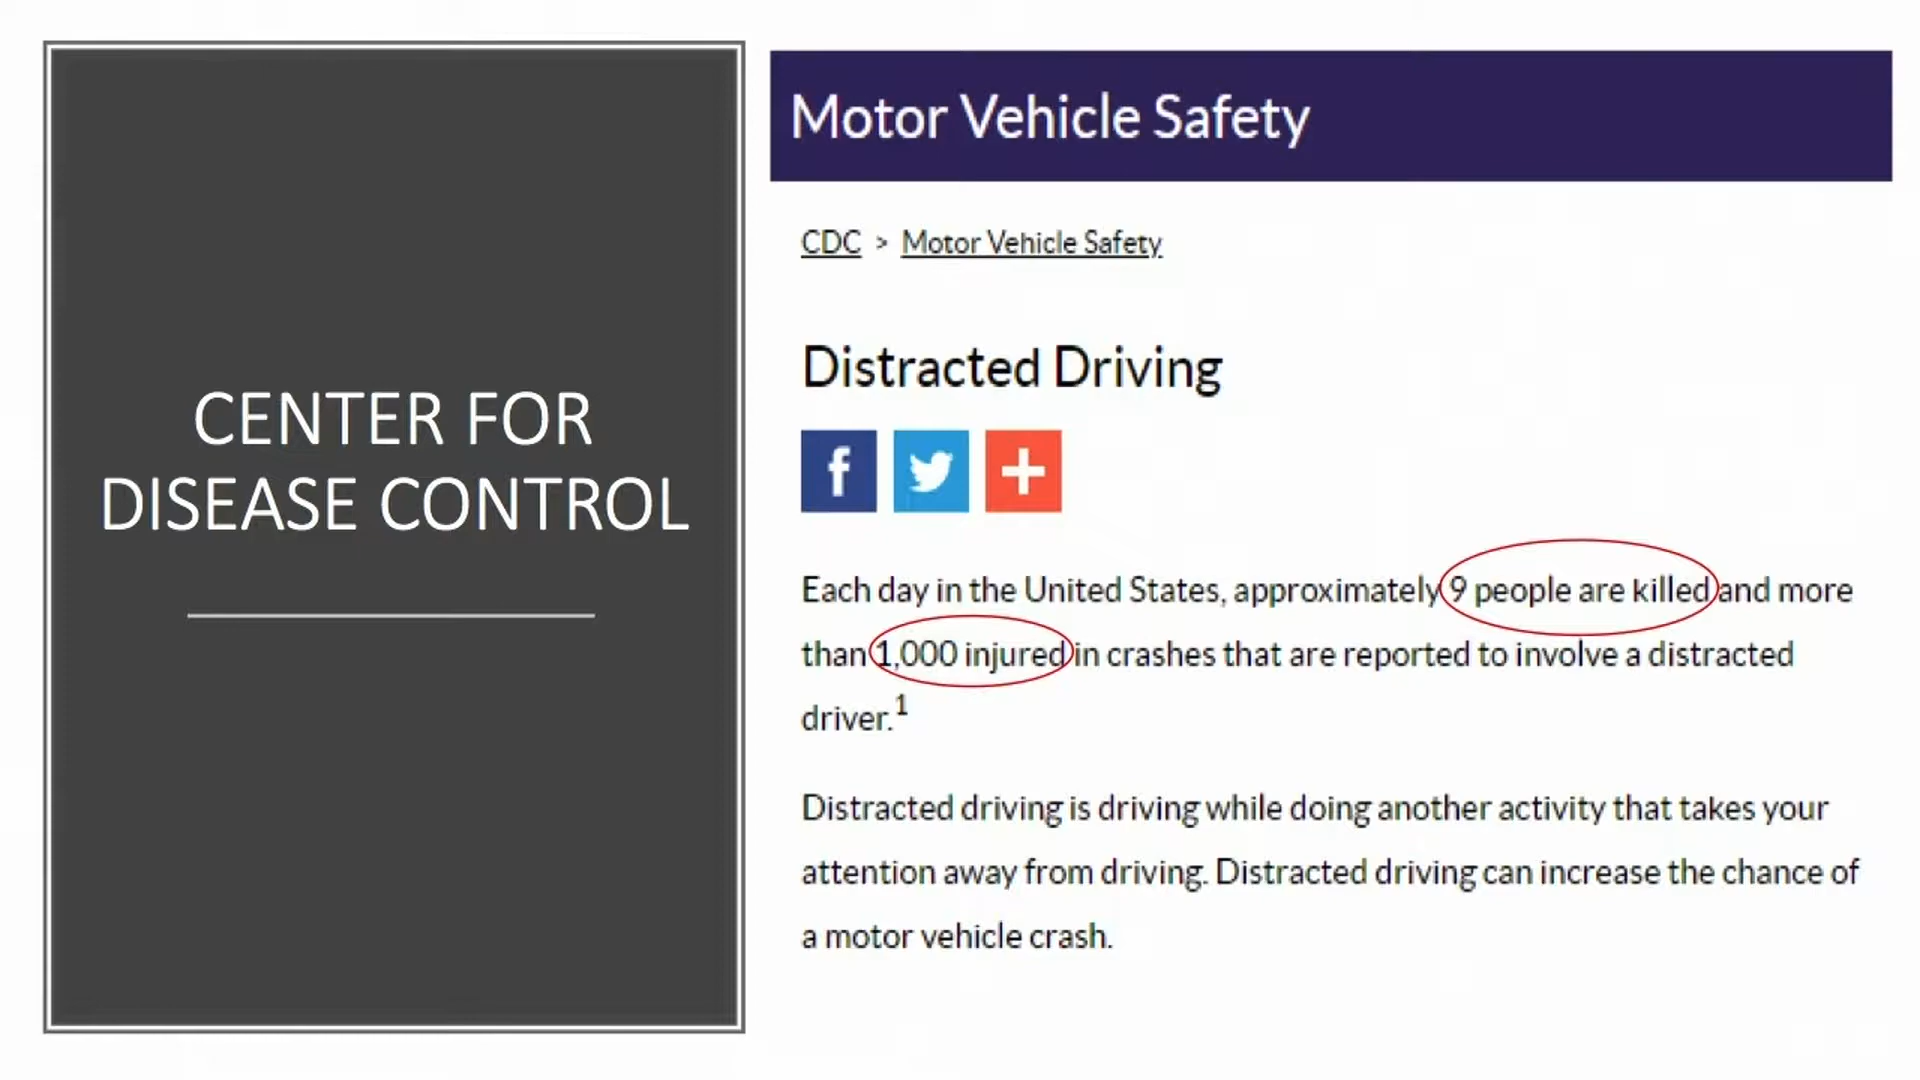 CENTER FOR
DISEASE CONTROL
Motor Vehicle Safety
CDC > Motor Vehicle Safety
Distracted Driving
Each day in the United States, approximately 9 people are killed and more
than 1,000 injured in crashes that are reported to involve a distracted
driver.1
Distracted driving is driving while doing another activity that takes your
attention away from driving. Distracted driving can increase the chance of
a motor vehicle crash.